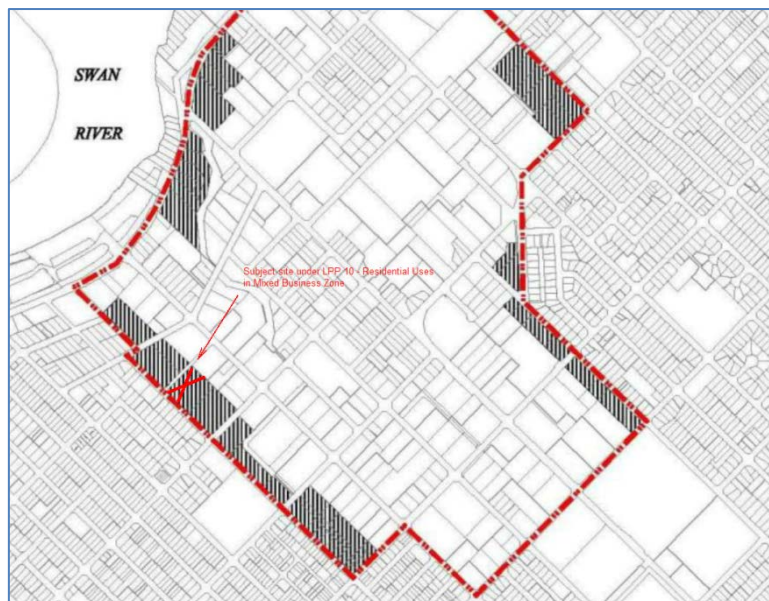 SWAN
RIVER
Subject site under LPP 10 - Residential Uses
in Mixed Business Zone